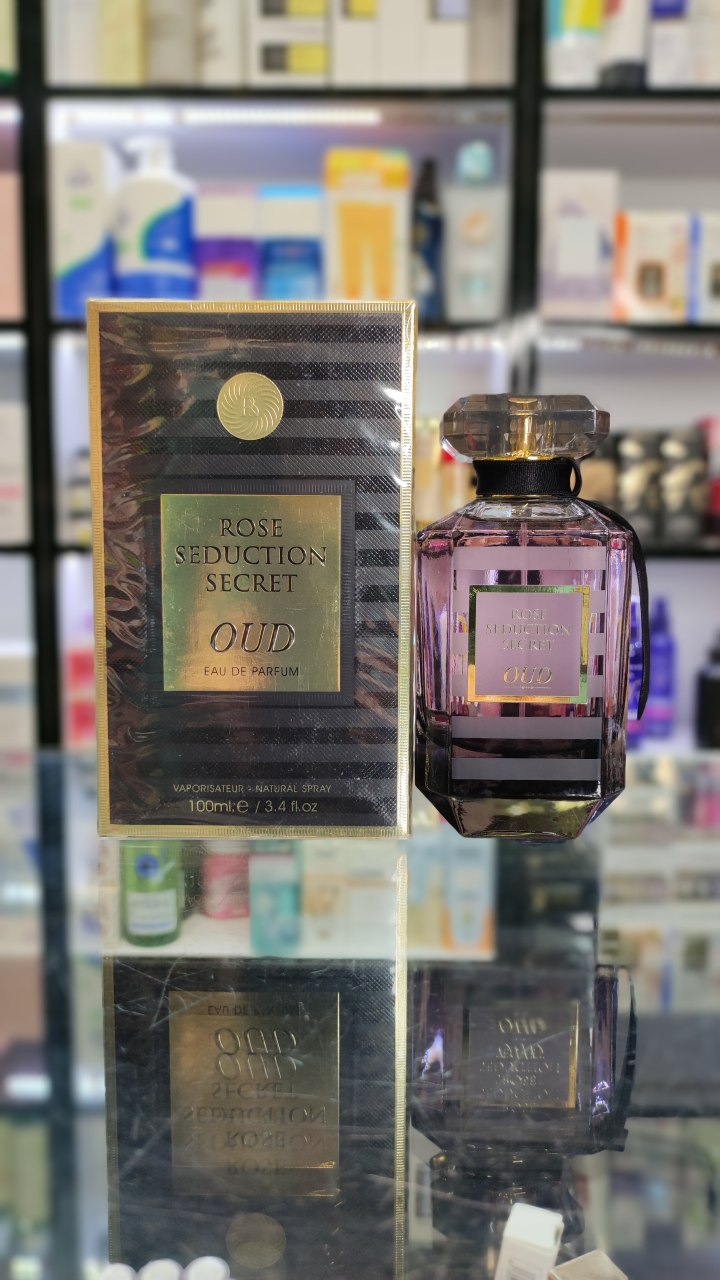 ROSE
SEDUCTION
SECRET
OUD
EAU DE PARFUM
VAPORISATEUR - NATURAL SPRAY
100ml.℮ / 3.4 fl.oz
ROSE
SEDUCTION
SECRET
OUD